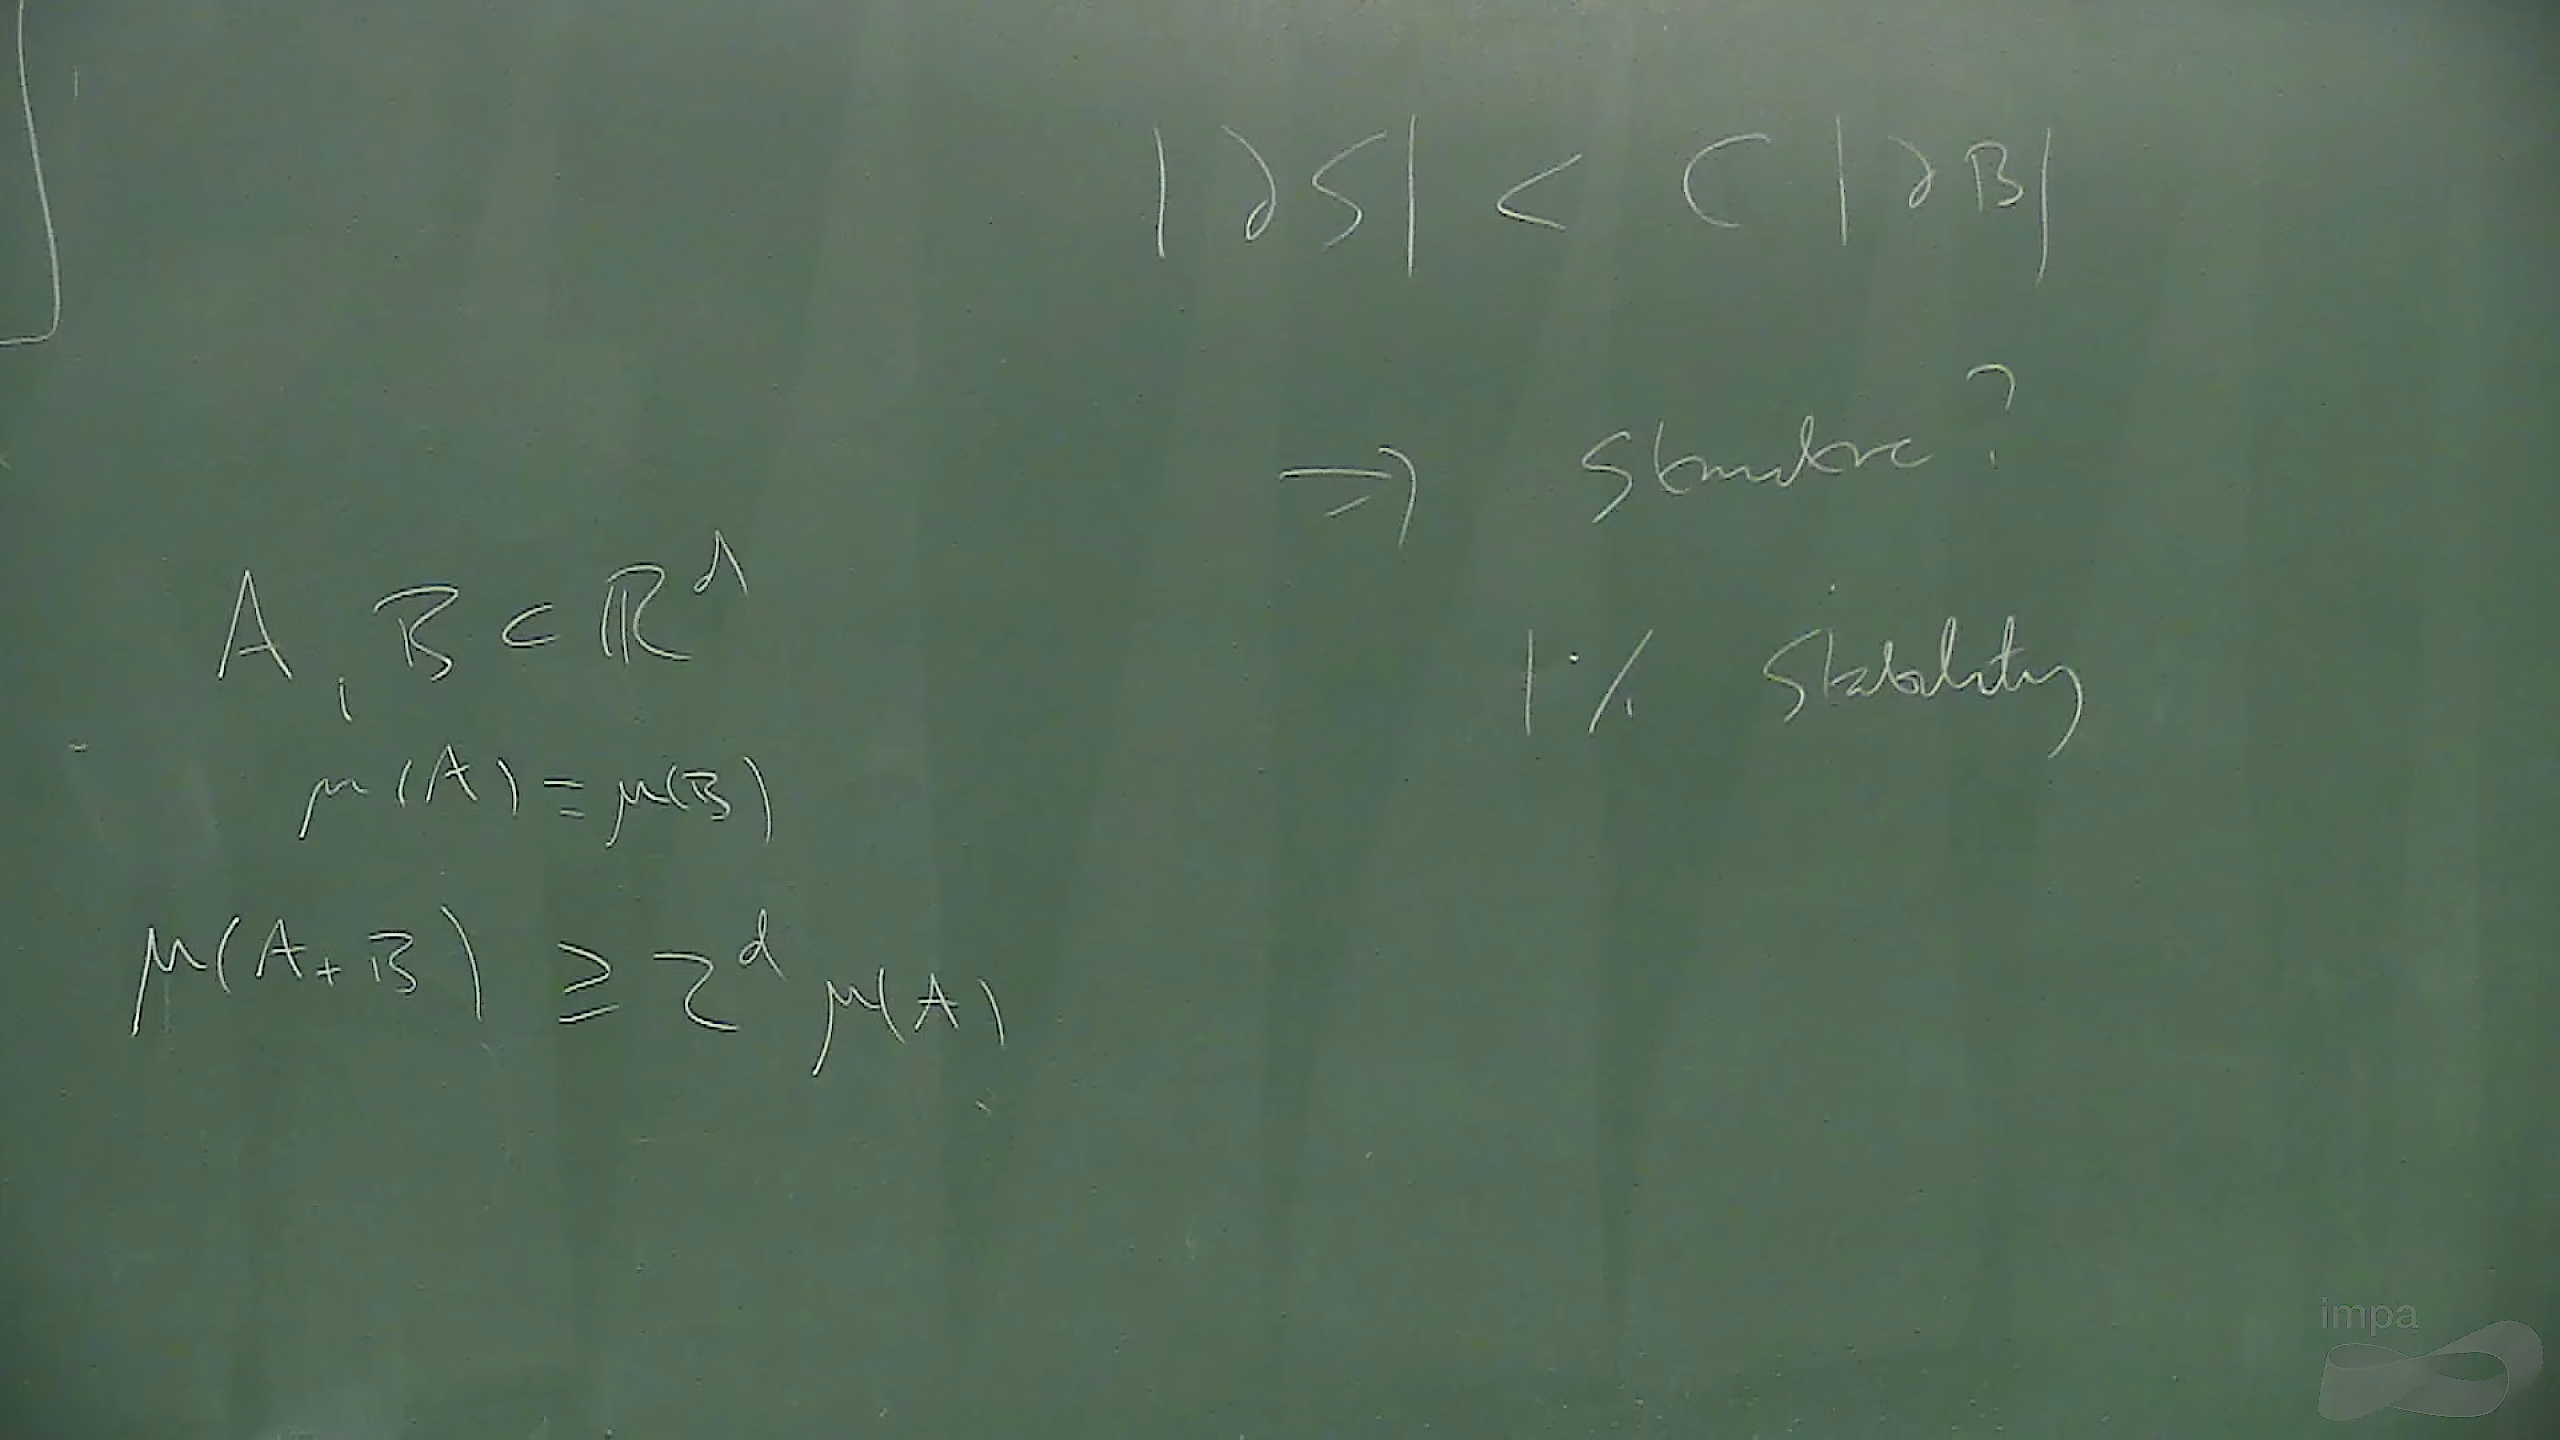 |∂S| < C |∂B|
⇒ Structure?
1% Stability
A, B ⊂ ℝ^d
μ(A) = μ(B)
μ(A+B) ≥ 2^d μ(A)
impa